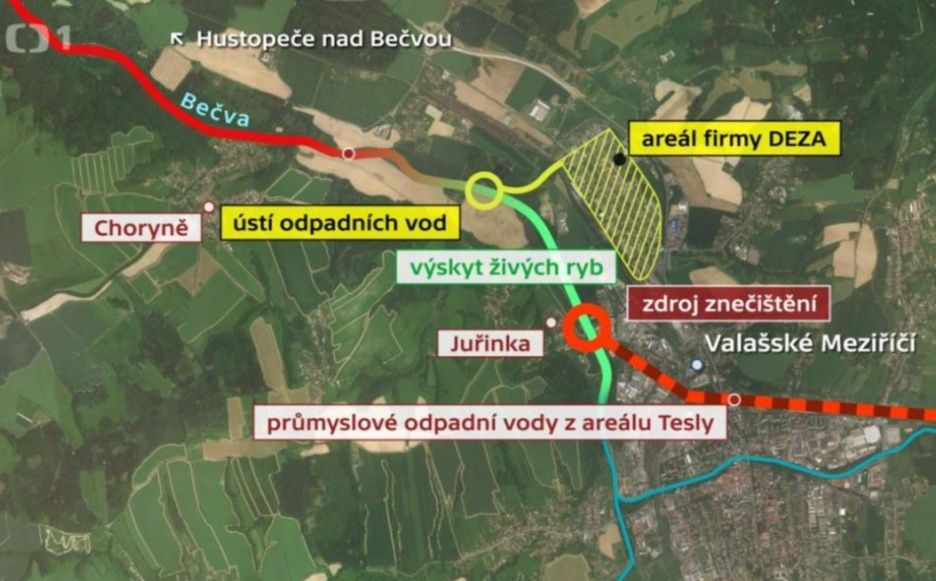 1
Hustopeče nad Bečvou
Bečva
areál firmy DEZA
Choryně
ústí odpadních vod
výskyt živých ryb
zdroj znečištění
Juřinka
Valašské Meziříčí
průmyslové odpadní vody z areálu Tesly